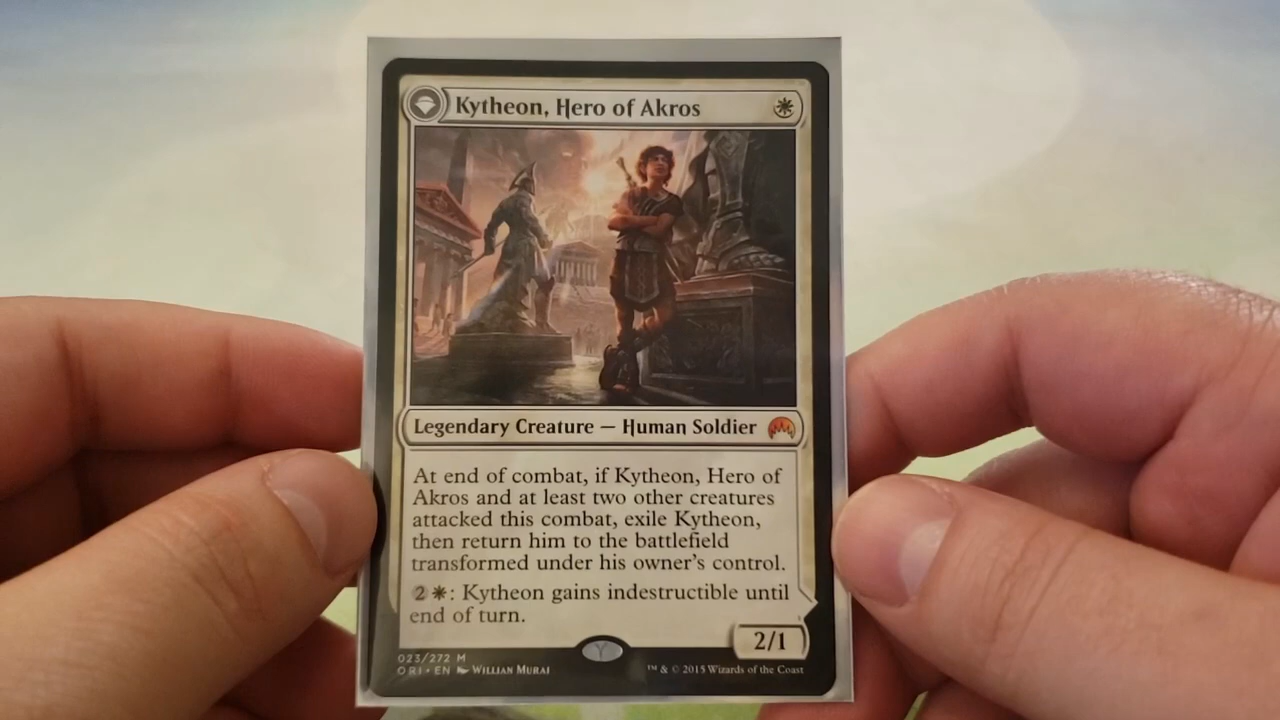 Kytheon, Hero of Akros
Legendary Creature — Human Soldier
At end of combat, if Kytheon, Hero of
Akros and at least two other creatures
attacked this combat, exile Kytheon,
then return him to the battlefield
transformed under his owner's control.
2: Kytheon gains indestructible until
end of turn.
2/1
023/272 M
ORI • EN Willian Murai
™ & © 2015 Wizards of the Coast